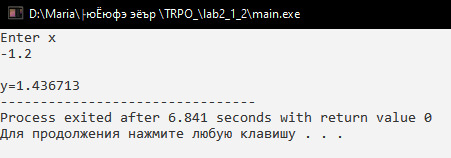 D:\Maria\├юЁюфэ эёър \TRPO_\lab2_1_2\main.exe
Enter x
-1.2
y=1.436713
--------------------------------
Process exited after 6.841 seconds with return value 0
Для продолжения нажмите любую клавишу . . .